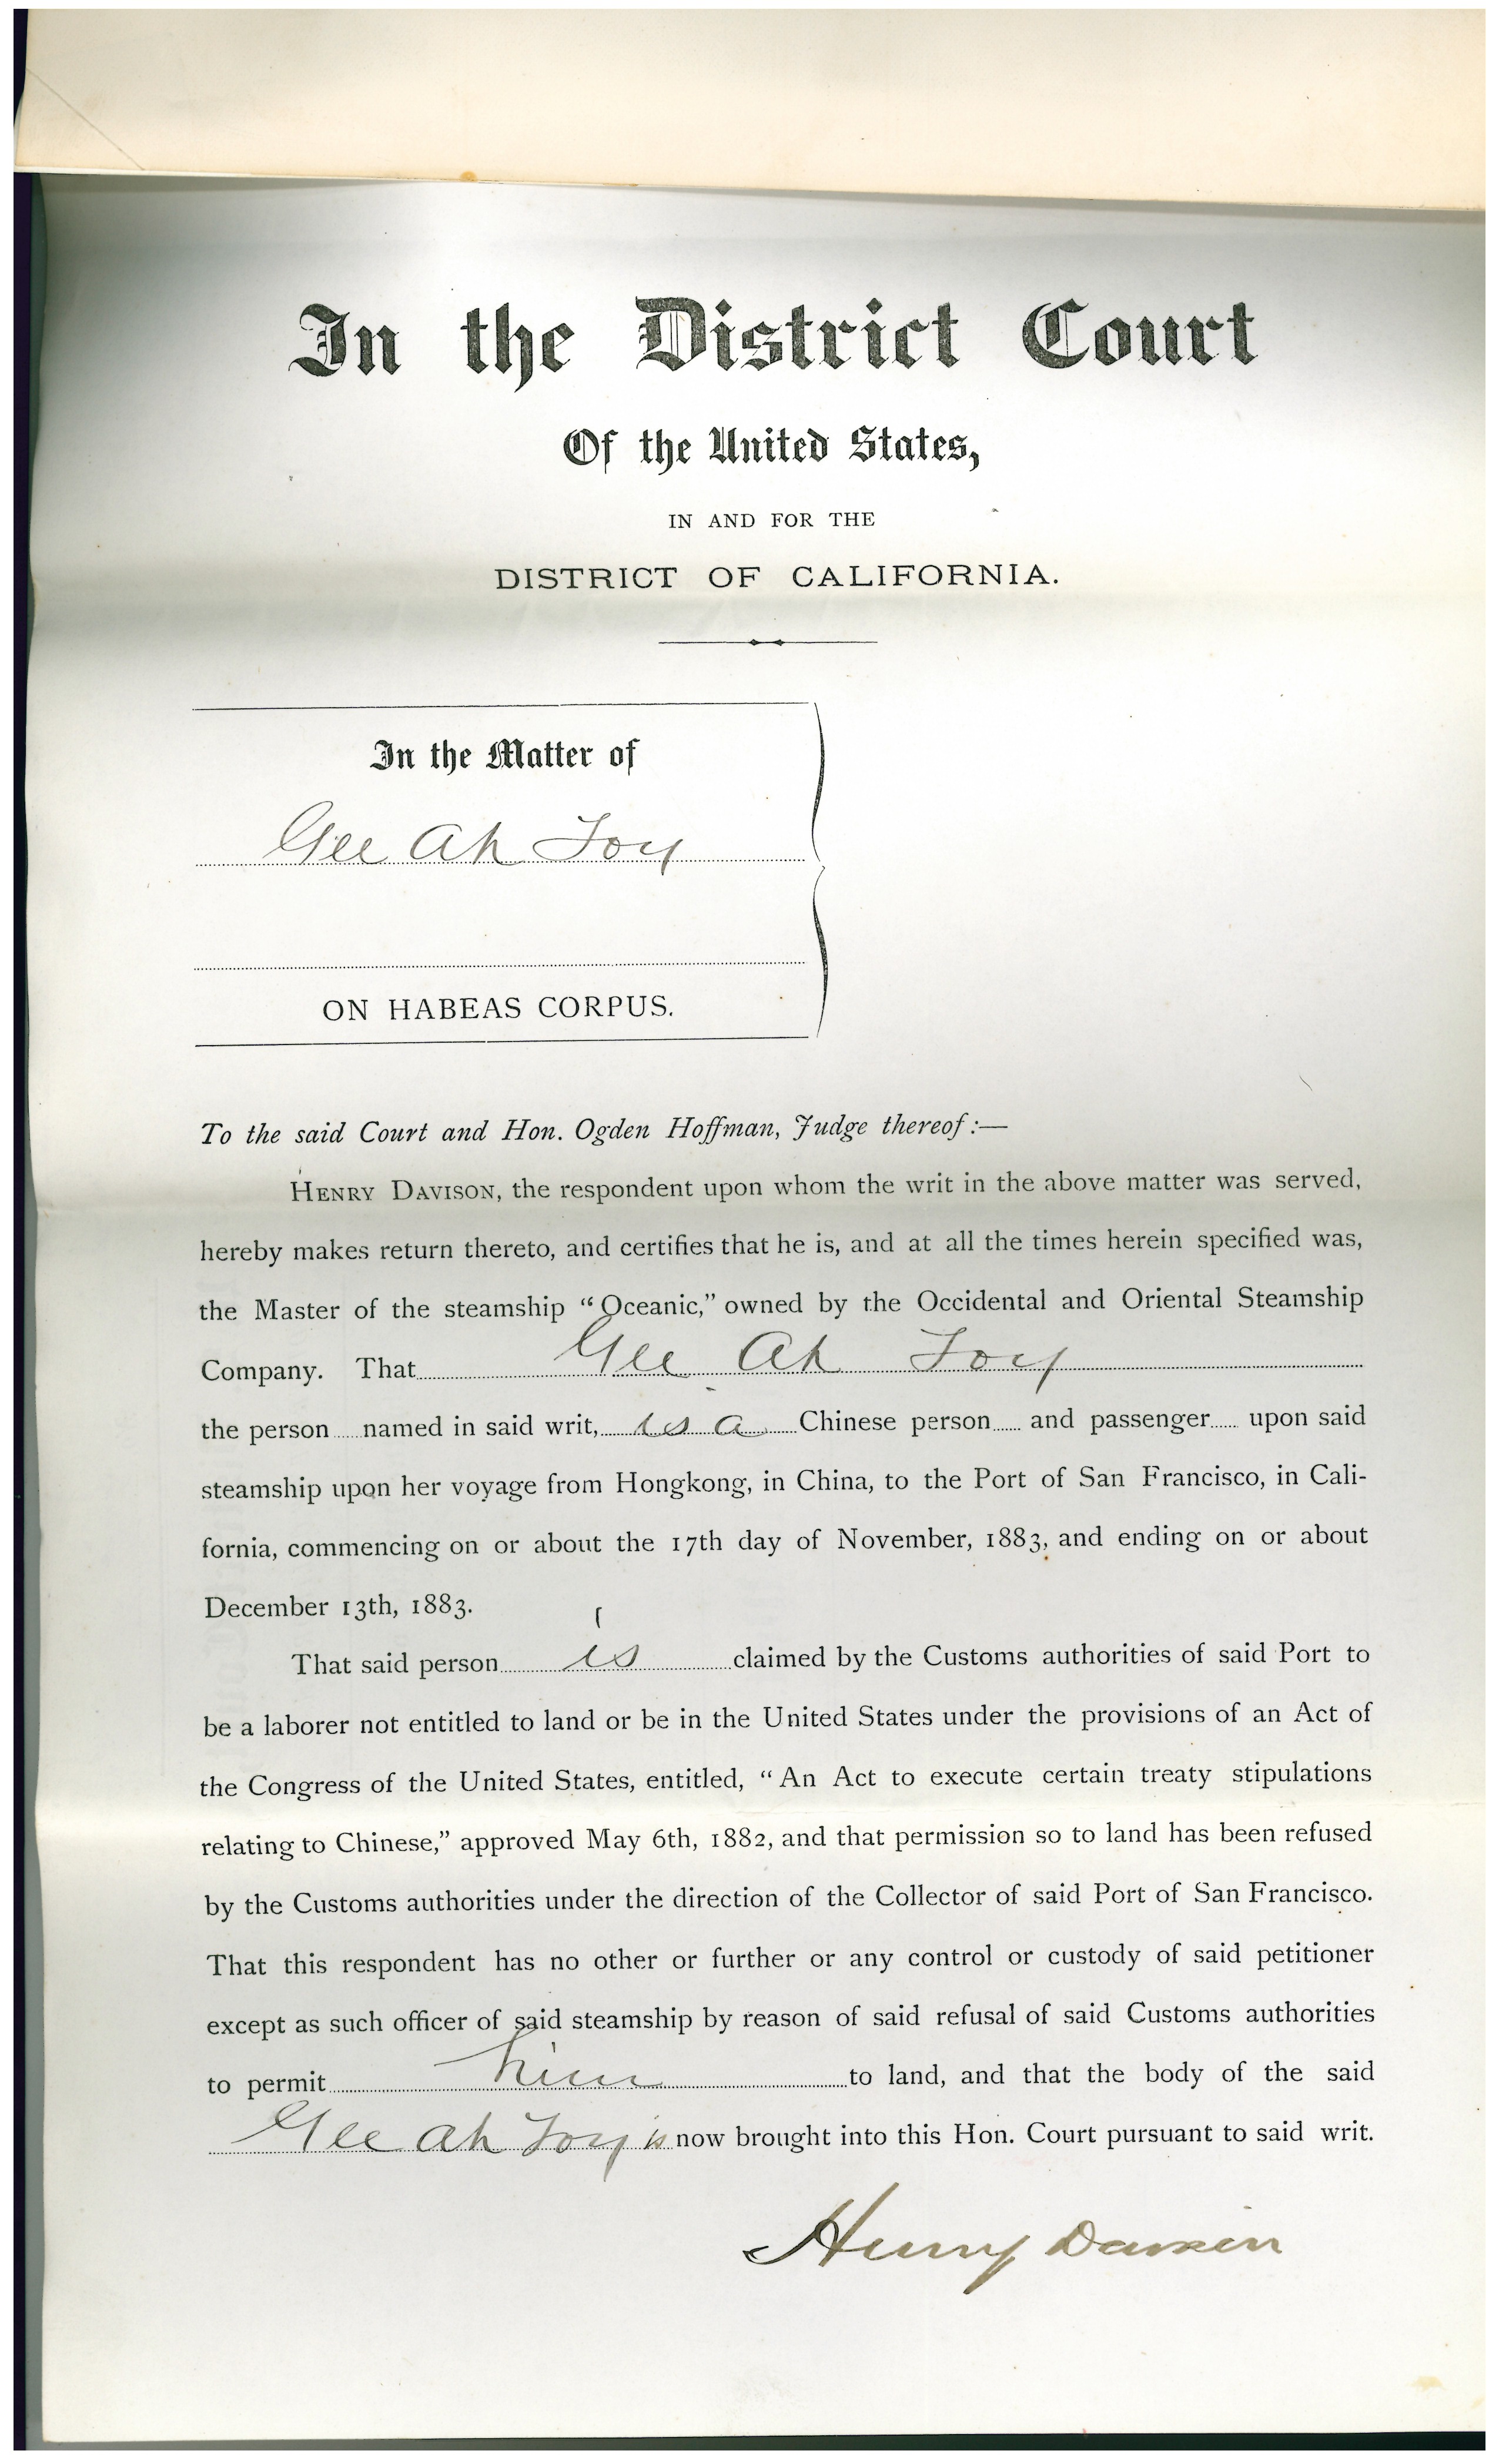 In the District Court
Of the United States,
IN AND FOR THE
DISTRICT OF CALIFORNIA.
In the Matter of
Gee Ah Toy
ON HABEAS CORPUS.
To the said Court and Hon. Ogden Hoffman, Judge thereof:—
HENRY DAVISON, the respondent upon whom the writ in the above matter was served,
hereby makes return thereto, and certifies that he is, and at all the times herein specified was,
the Master of the steamship “Oceanic,” owned by the Occidental and Oriental Steamship
Company. That Gee Ah Toy
the person named in said writ, is a Chinese person and passenger upon said
steamship upon her voyage from Hongkong, in China, to the Port of San Francisco, in Cali-
fornia, commencing on or about the 17th day of November, 1883, and ending on or about
December 13th, 1883.
That said person is claimed by the Customs authorities of said Port to
be a laborer not entitled to land or be in the United States under the provisions of an Act of
the Congress of the United States, entitled, “An Act to execute certain treaty stipulations
relating to Chinese,” approved May 6th, 1882, and that permission so to land has been refused
by the Customs authorities under the direction of the Collector of said Port of San Francisco.
That this respondent has no other or further or any control or custody of said petitioner
except as such officer of said steamship by reason of said refusal of said Customs authorities
to permit him to land, and that the body of the said
Gee Ah Toy is now brought into this Hon. Court pursuant to said writ.
Henry Davison